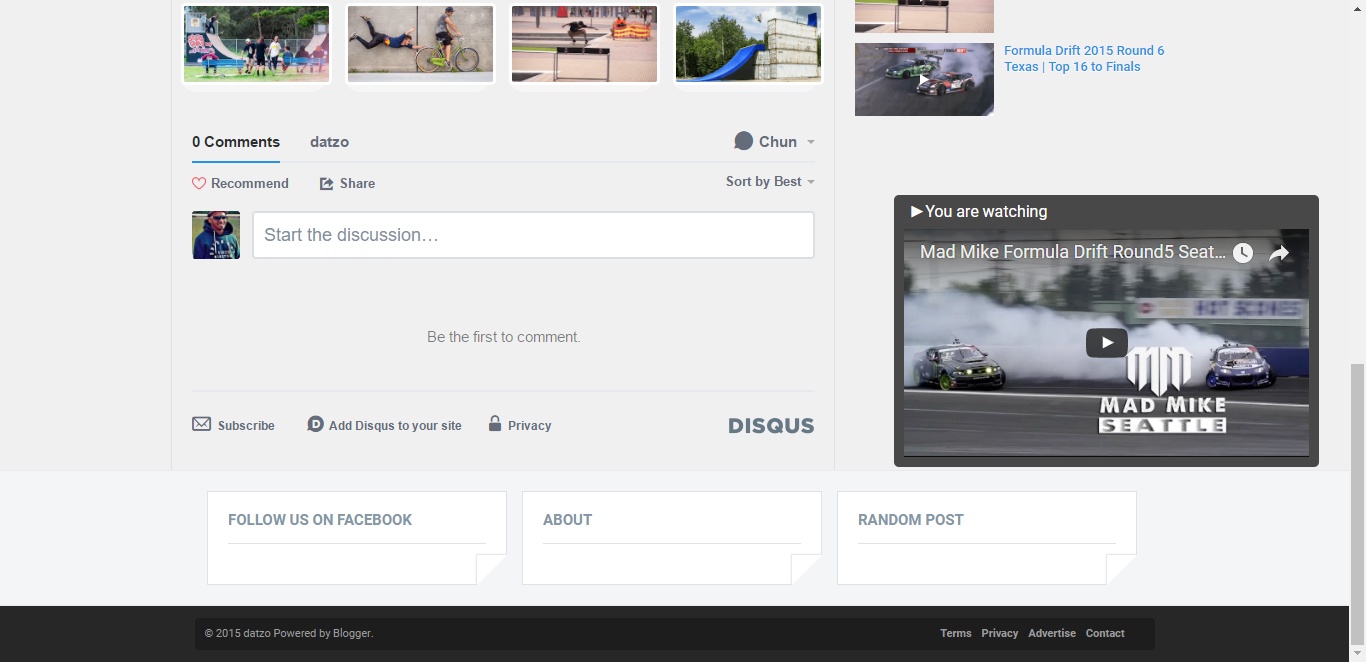 Formula Drift 2015 Round 6
Texas | Top 16 to Finals
0 Comments
datzo
Chun
Recommend
Share
Sort by Best
Start the discussion…
Be the first to comment.
Subscribe
Add Disqus to your site
Privacy
DISQUS
You are watching
Mad Mike Formula Drift Round5 Seat...
MAD MIKE
SEATTLE
FOLLOW US ON FACEBOOK
ABOUT
RANDOM POST
© 2015 datzo Powered by Blogger.
Terms Privacy Advertise Contact